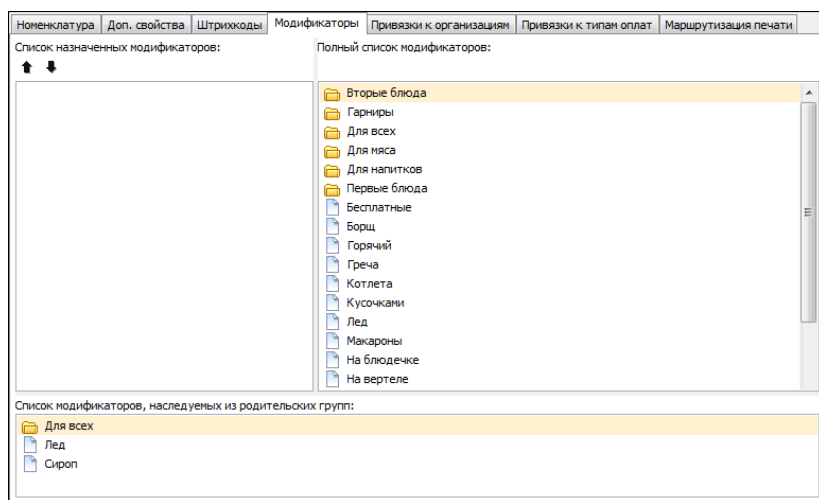 Номенклатура Доп. свойства Штрихкоды Модификаторы Привязки к организациям Привязки к типам оплат Маршрутизация печати
Список назначенных модификаторов:
Полный список модификаторов:
Вторые блюда
Гарниры
Для всех
Для мяса
Для напитков
Первые блюда
Бесплатные
Борщ
Горячий
Греча
Котлета
Кусочками
Лед
Макароны
На блюдечке
На вертеле
Список модификаторов, наследуемых из родительских групп:
Для всех
Лед
Сироп